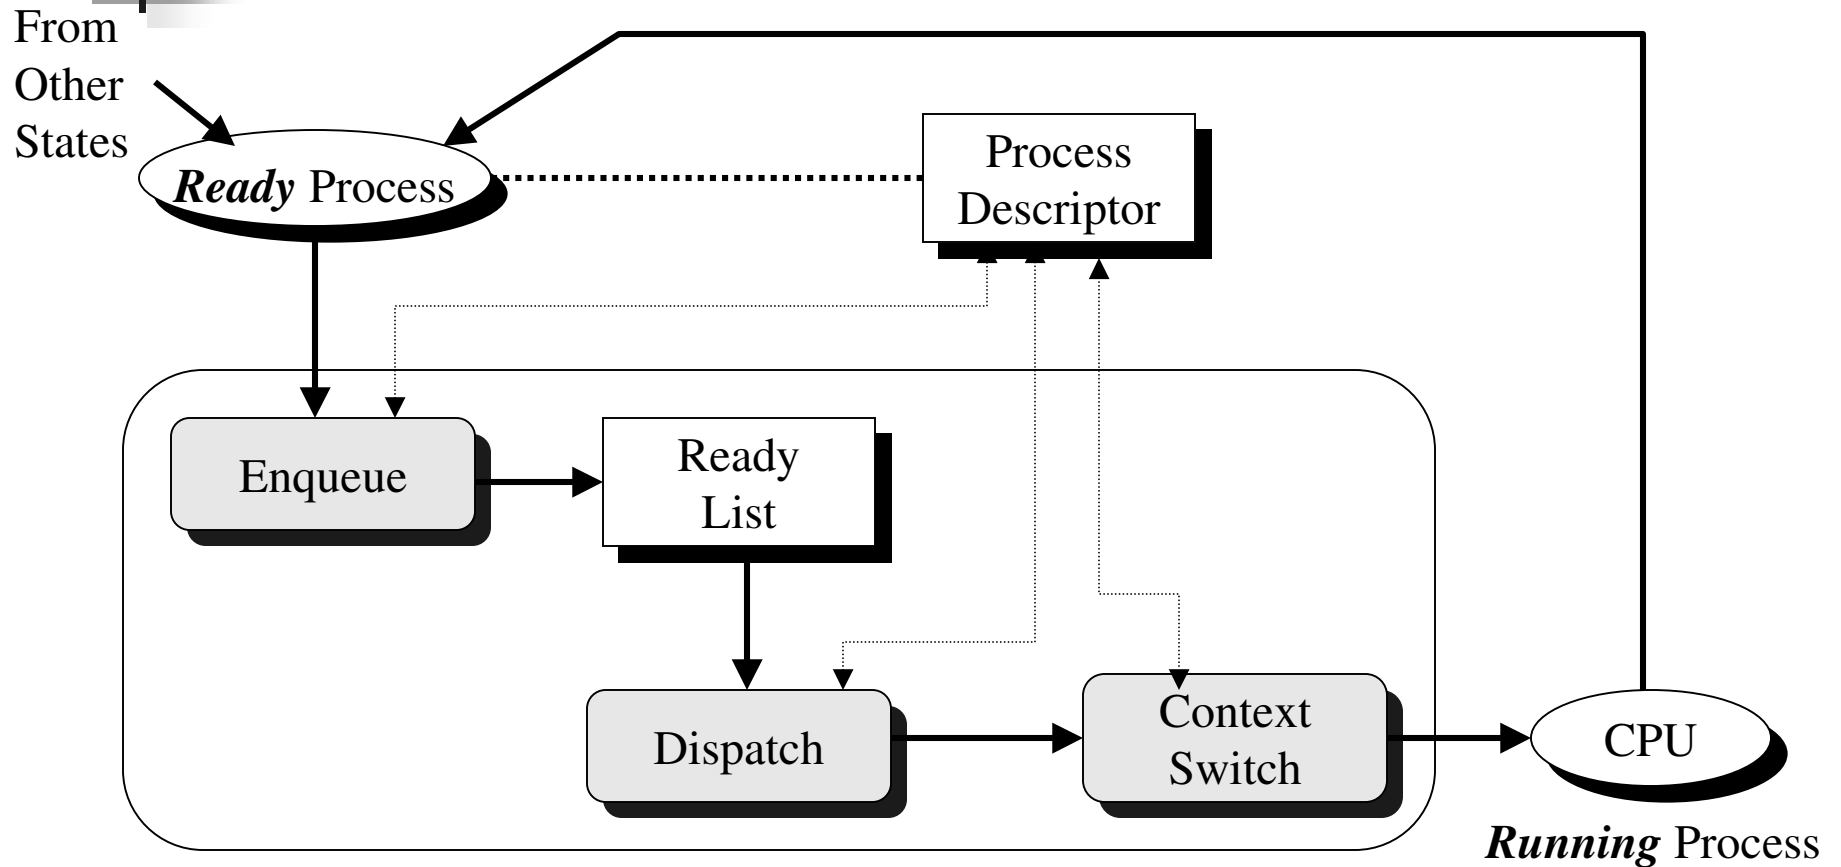 From
Other
States
Ready Process
Process
Descriptor
Enqueue
Ready
List
Dispatch
Context
Switch
CPU
Running Process